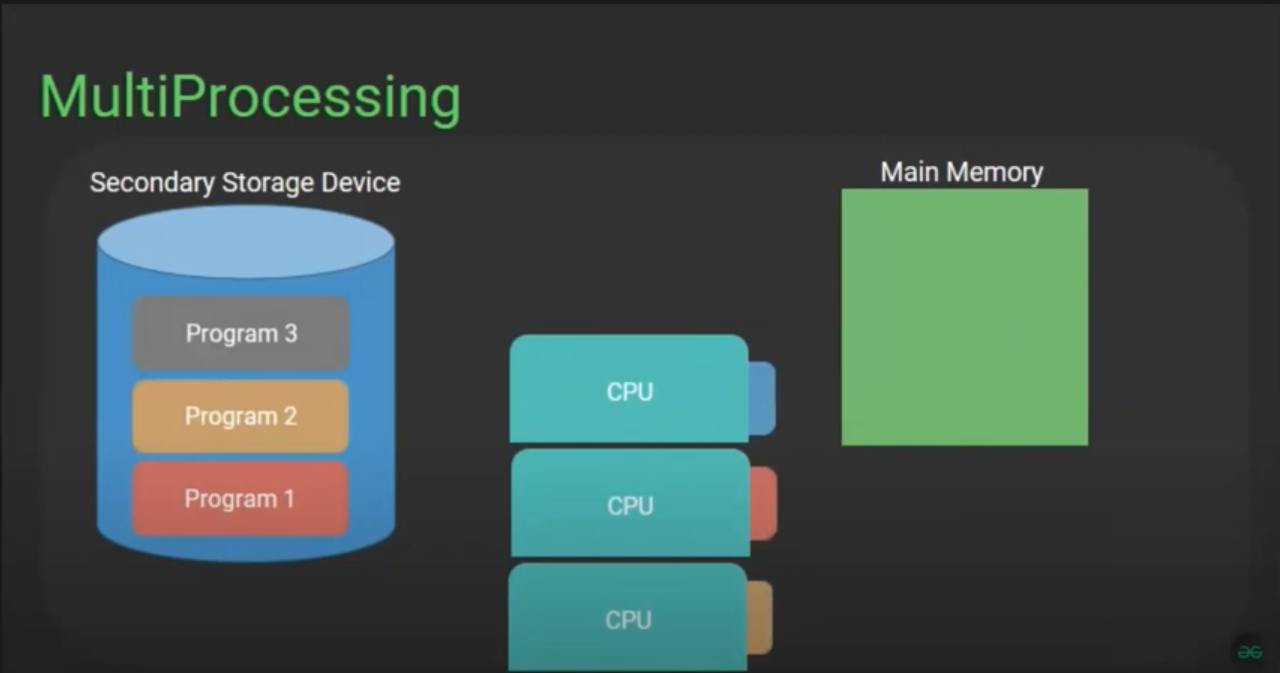 MultiProcessing
Secondary Storage Device
Main Memory
Program 3
Program 2
Program 1
CPU
CPU
CPU